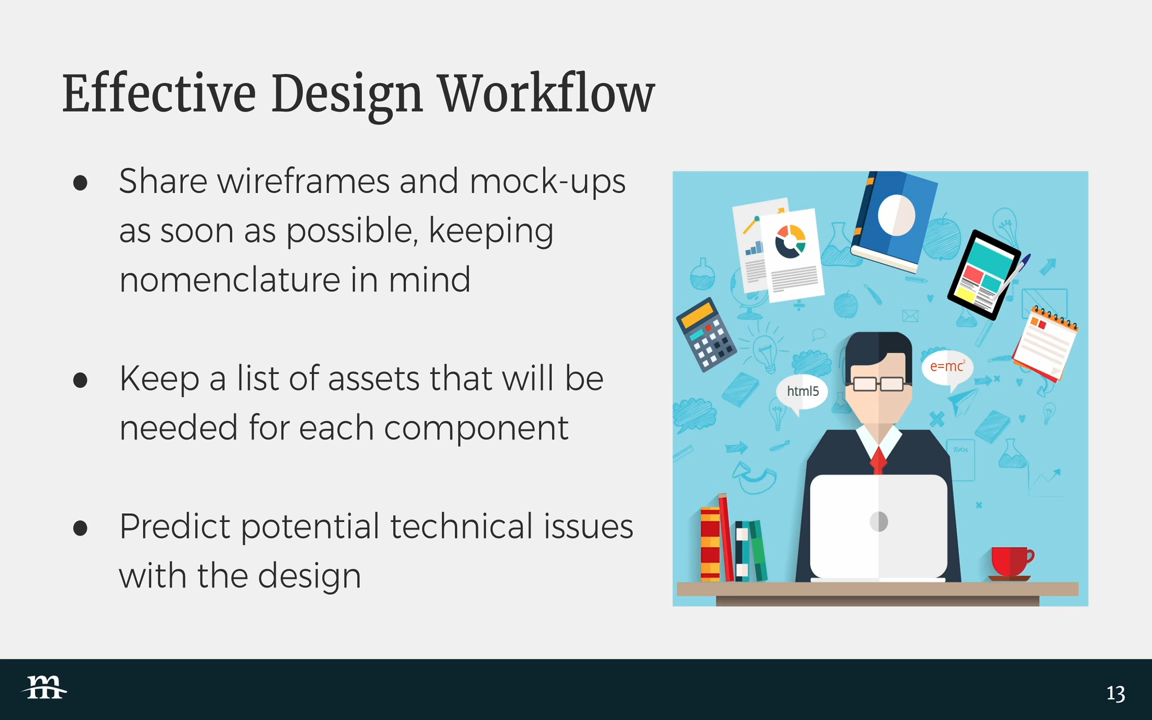 Effective Design Workflow
● Share wireframes and mock-ups
as soon as possible, keeping
nomenclature in mind
● Keep a list of assets that will be
needed for each component
● Predict potential technical issues
with the design
html5
e=mc²
m
13